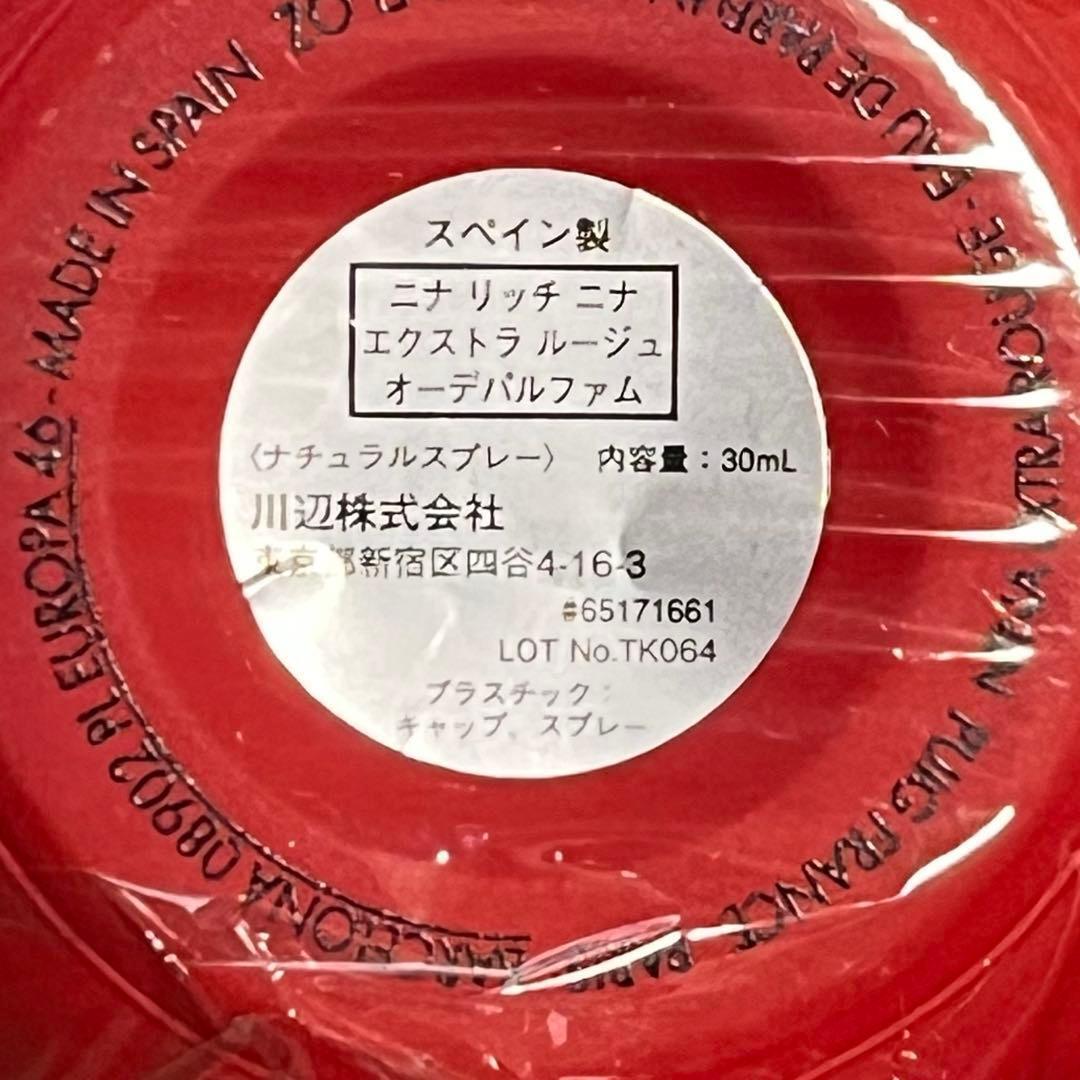 スペイン製
ニナ リッチ ニナ
エクストラ ルージュ
オーデパルファム
〈ナチュラルスプレー〉 内容量：30mL
川辺株式会社
東京都新宿区四谷4-16-3
#65171661
LOT No.TK064
プラスチック：
キャップ、スプレー
NINA EXTRA ROUGE - EAU DE PARFUM
OZ
PUIG FRANCE
PARIS
BARCELONA 08902 PL EUROPA 46 - MADE IN SPAIN